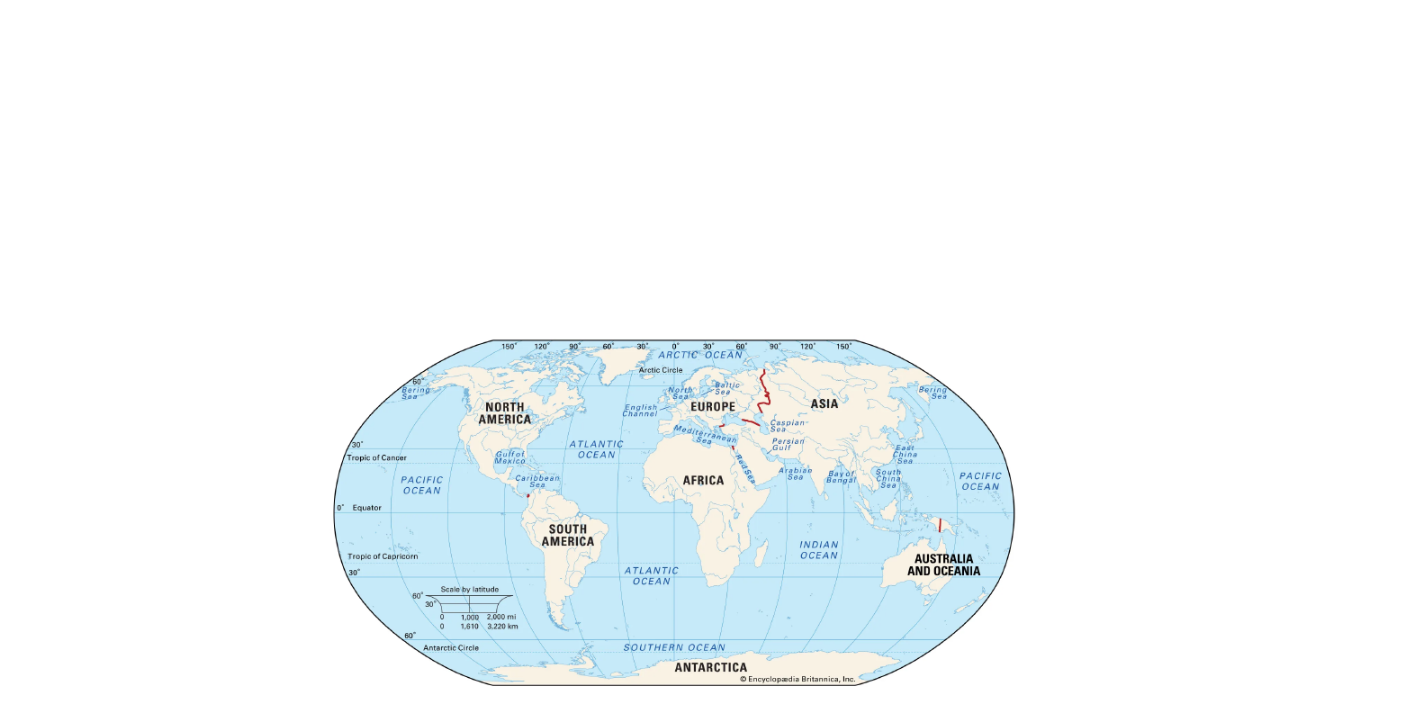 150° 120° 90° 60° 30° 0° 30° 60° 90° 120° 150°
ARCTIC OCEAN
Arctic Circle
60°
Bering
Sea
North
Sea
Baltic
Sea
Bering
Sea
NORTH
AMERICA
English
Channel
EUROPE
ASIA
Caspian
Sea
Mediterranean
Sea
30°
Tropic of Cancer
ATLANTIC
OCEAN
Persian
Gulf
East
China
Sea
Gulf of
Mexico
Red Sea
Arabian
Sea
Bay of
Bengal
South
China
Sea
PACIFIC
OCEAN
Caribbean
Sea
AFRICA
PACIFIC
OCEAN
0° Equator
SOUTH
AMERICA
INDIAN
OCEAN
Tropic of Capricorn
30°
ATLANTIC
OCEAN
AUSTRALIA
AND OCEANIA
Scale by latitude
60°
30°
0 1,000 2,000 mi
0 1,610 3,220 km
60°
Antarctic Circle
SOUTHERN OCEAN
ANTARCTICA
© Encyclopædia Britannica, Inc.